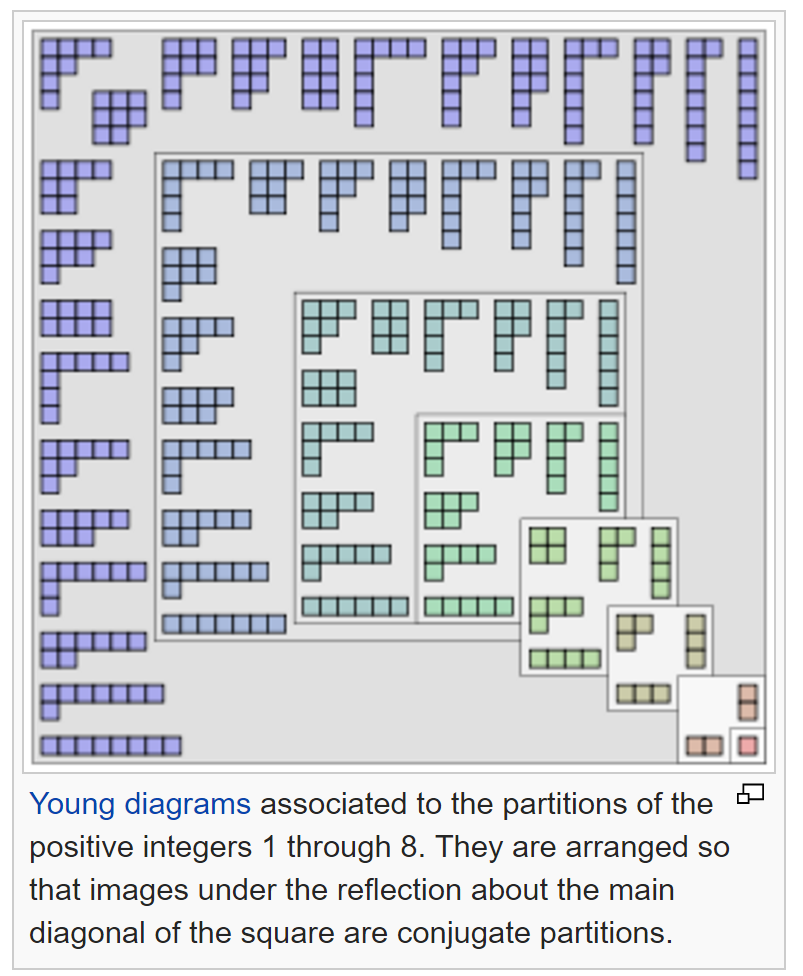 Young diagrams associated to the partitions of the
positive integers 1 through 8. They are arranged so
that images under the reflection about the main
diagonal of the square are conjugate partitions.